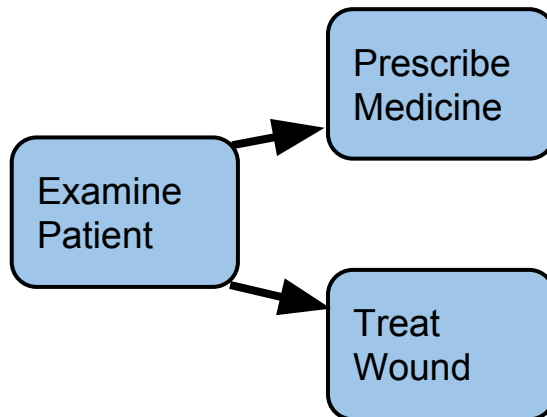 Prescribe
Medicine
Examine
Patient
Treat
Wound